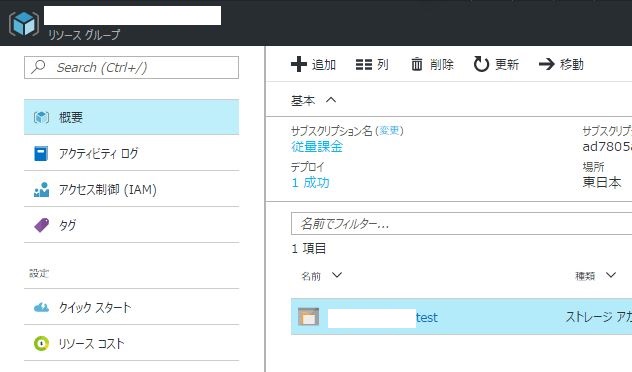 リソース グループ
Search (Ctrl+/)
概要
アクティビティ ログ
アクセス制御 (IAM)
タグ
設定
クイック スタート
リソース コスト
追加 列 削除 更新 移動
基本
サブスクリプション名 (変更) サブスクリ
従量課金 ad7805
デプロイ 場所
1 成功 東日本
名前でフィルター...
1 項目
名前 種類
test ストレージ アカ